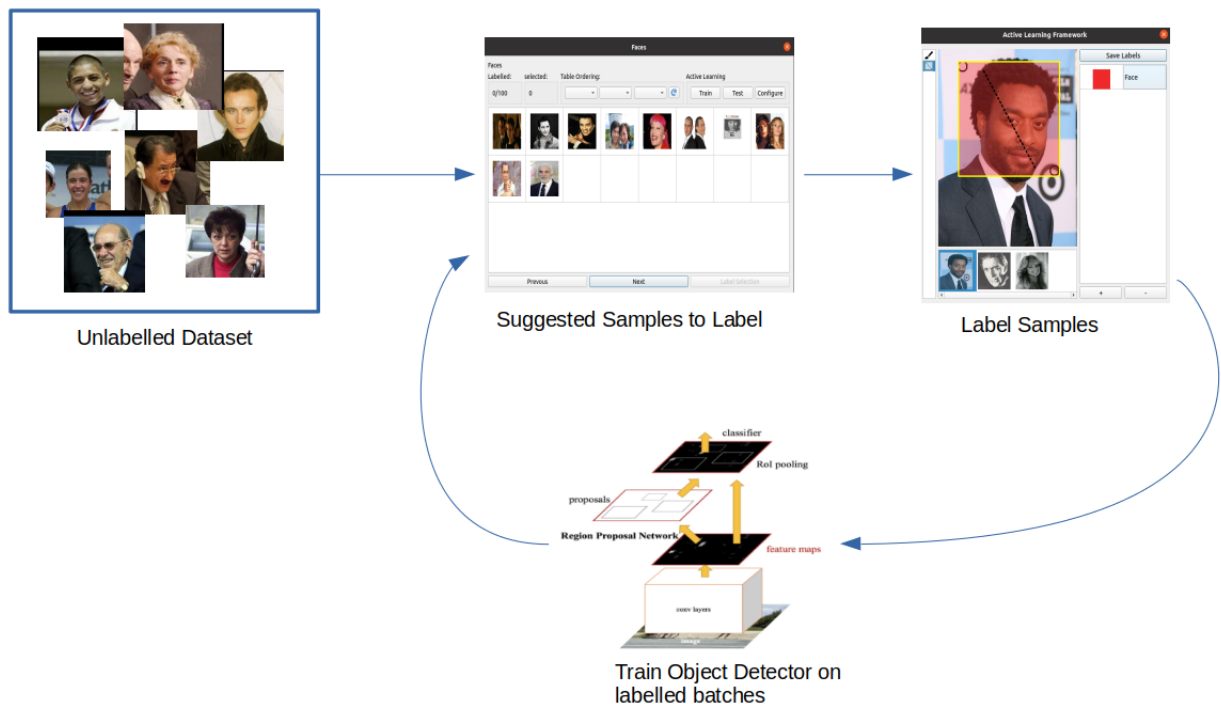 Faces
Faces
Labelled: selected: Table Ordering: Active Learning
0/100 0 Train Test Configure
Prevous Next Label Selection
Suggested Samples to Label
Unlabelled Dataset
Active Learning Framework
Save Labels
Face
+ -
Label Samples
classifier
RoI pooling
proposals
Region Proposal Network
feature maps
conv layers
image
Train Object Detector on
labelled batches